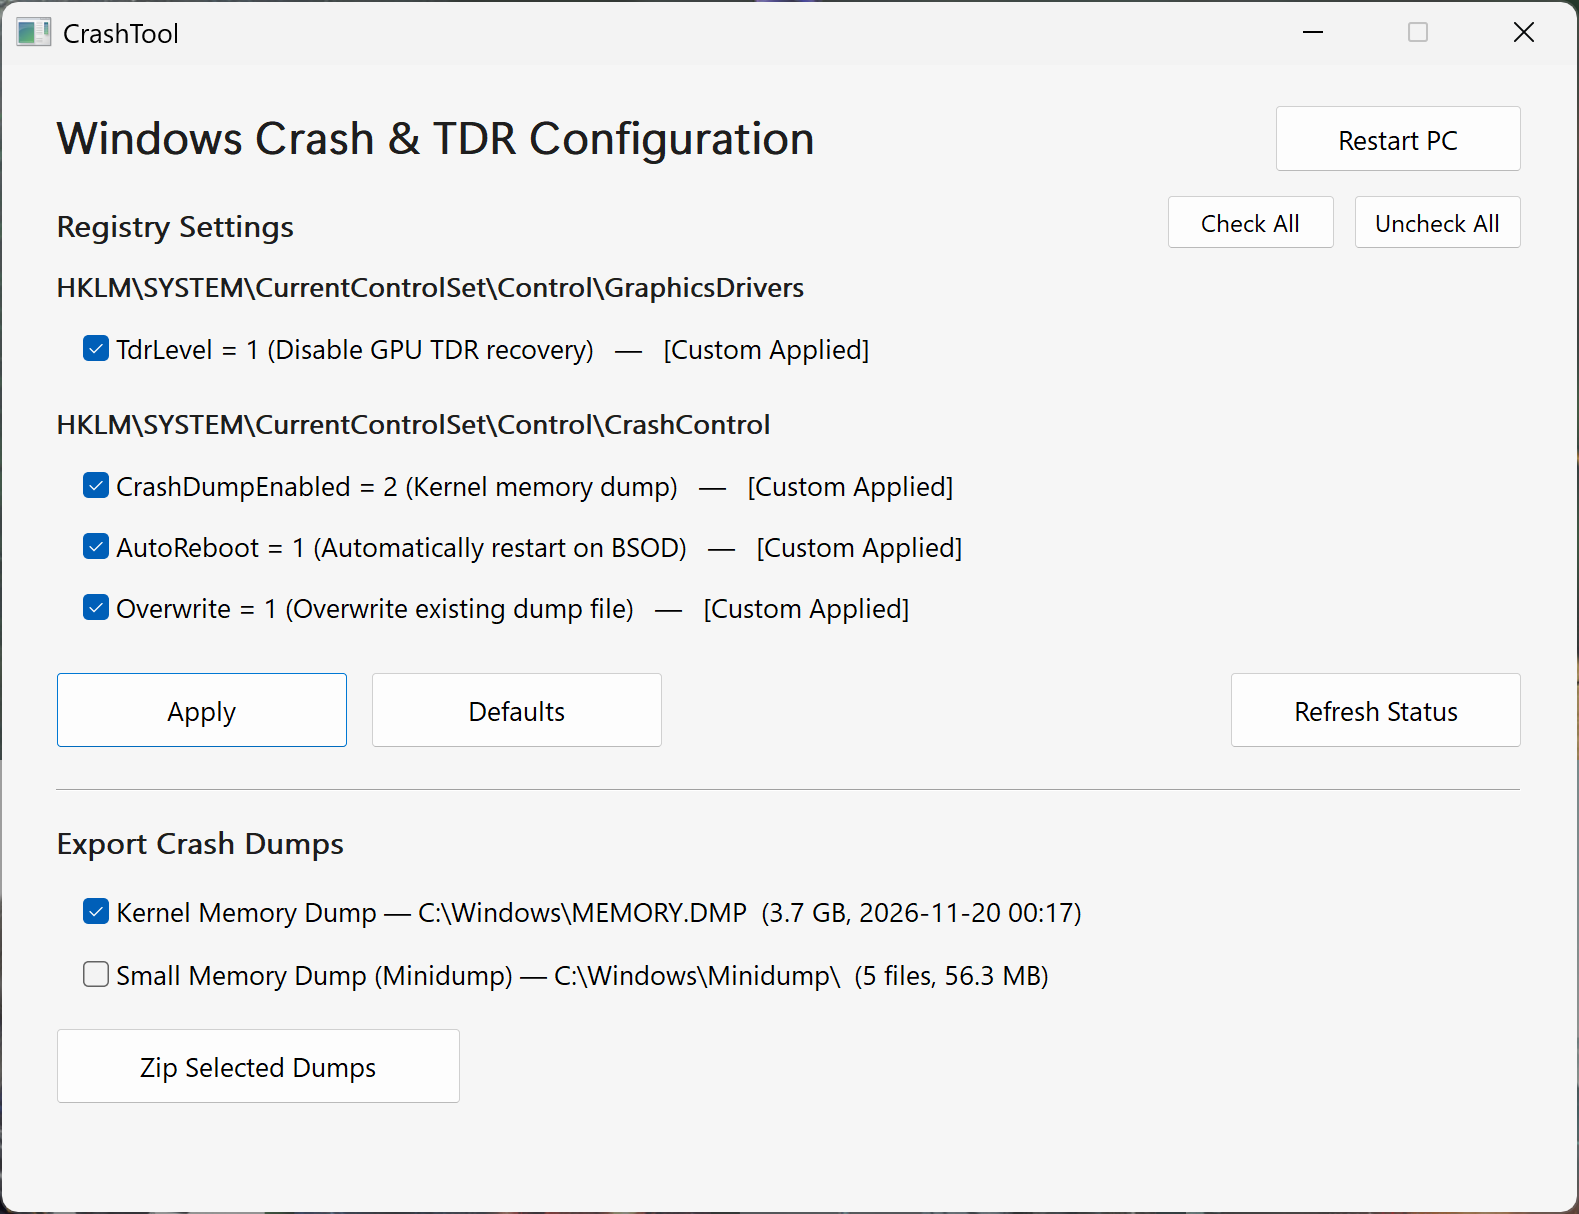 CrashTool
Windows Crash & TDR Configuration
Restart PC
Registry Settings
Check All
Uncheck All
HKLM\SYSTEM\CurrentControlSet\Control\GraphicsDrivers
TdrLevel = 1 (Disable GPU TDR recovery) — [Custom Applied]
HKLM\SYSTEM\CurrentControlSet\Control\CrashControl
CrashDumpEnabled = 2 (Kernel memory dump) — [Custom Applied]
AutoReboot = 1 (Automatically restart on BSOD) — [Custom Applied]
Overwrite = 1 (Overwrite existing dump file) — [Custom Applied]
Apply
Defaults
Refresh Status
Export Crash Dumps
Kernel Memory Dump — C:\Windows\MEMORY.DMP (3.7 GB, 2026-11-20 00:17)
Small Memory Dump (Minidump) — C:\Windows\Minidump\ (5 files, 56.3 MB)
Zip Selected Dumps